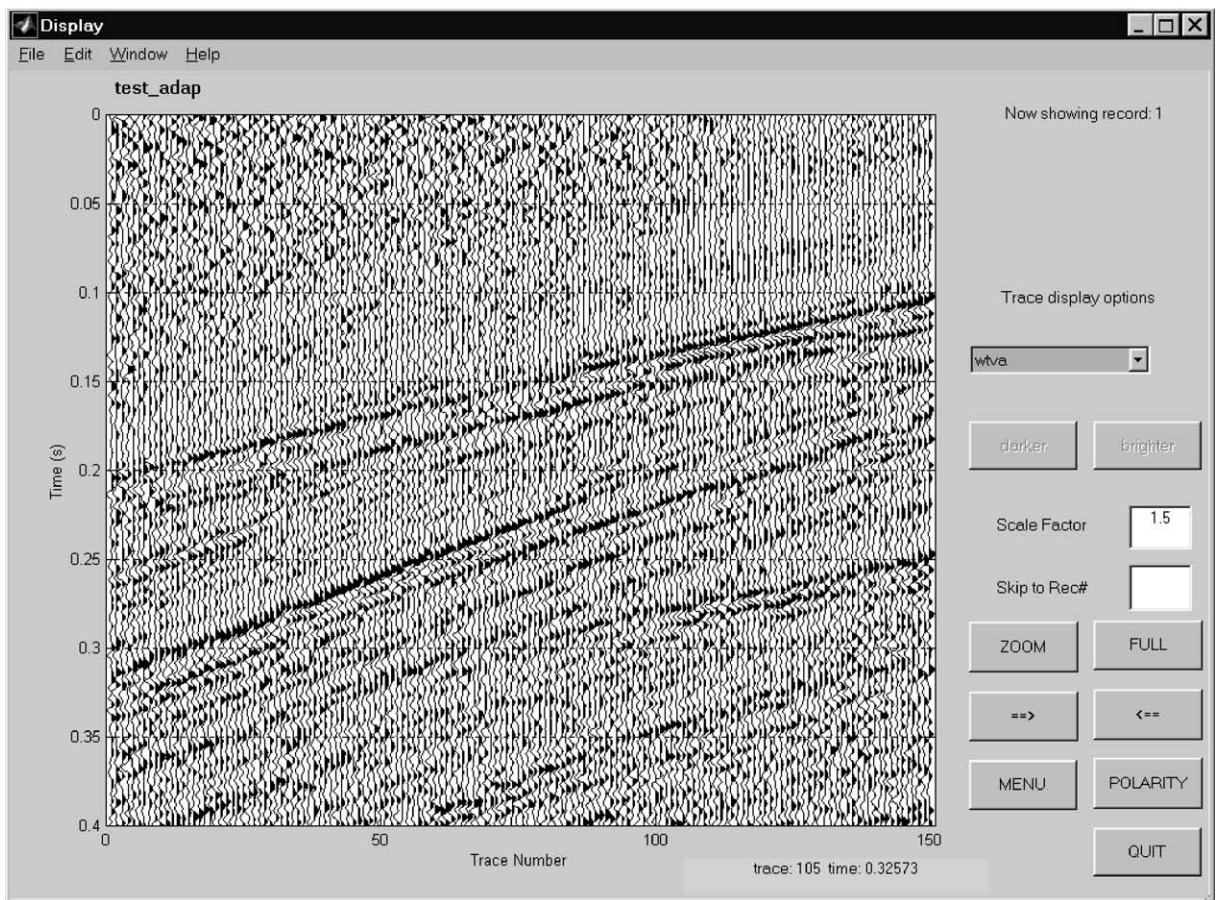 Display
File Edit Window Help
test_adap
Now showing record: 1
0
0.05
0.1
0.15
0.2
0.25
0.3
0.35
0.4
Time (s)
0 50 100 150
Trace Number
trace: 105 time: 0.32573
Trace display options
wtva
darker brighter
Scale Factor 1.5
Skip to Rec#
ZOOM FULL
==> <==
MENU POLARITY
QUIT